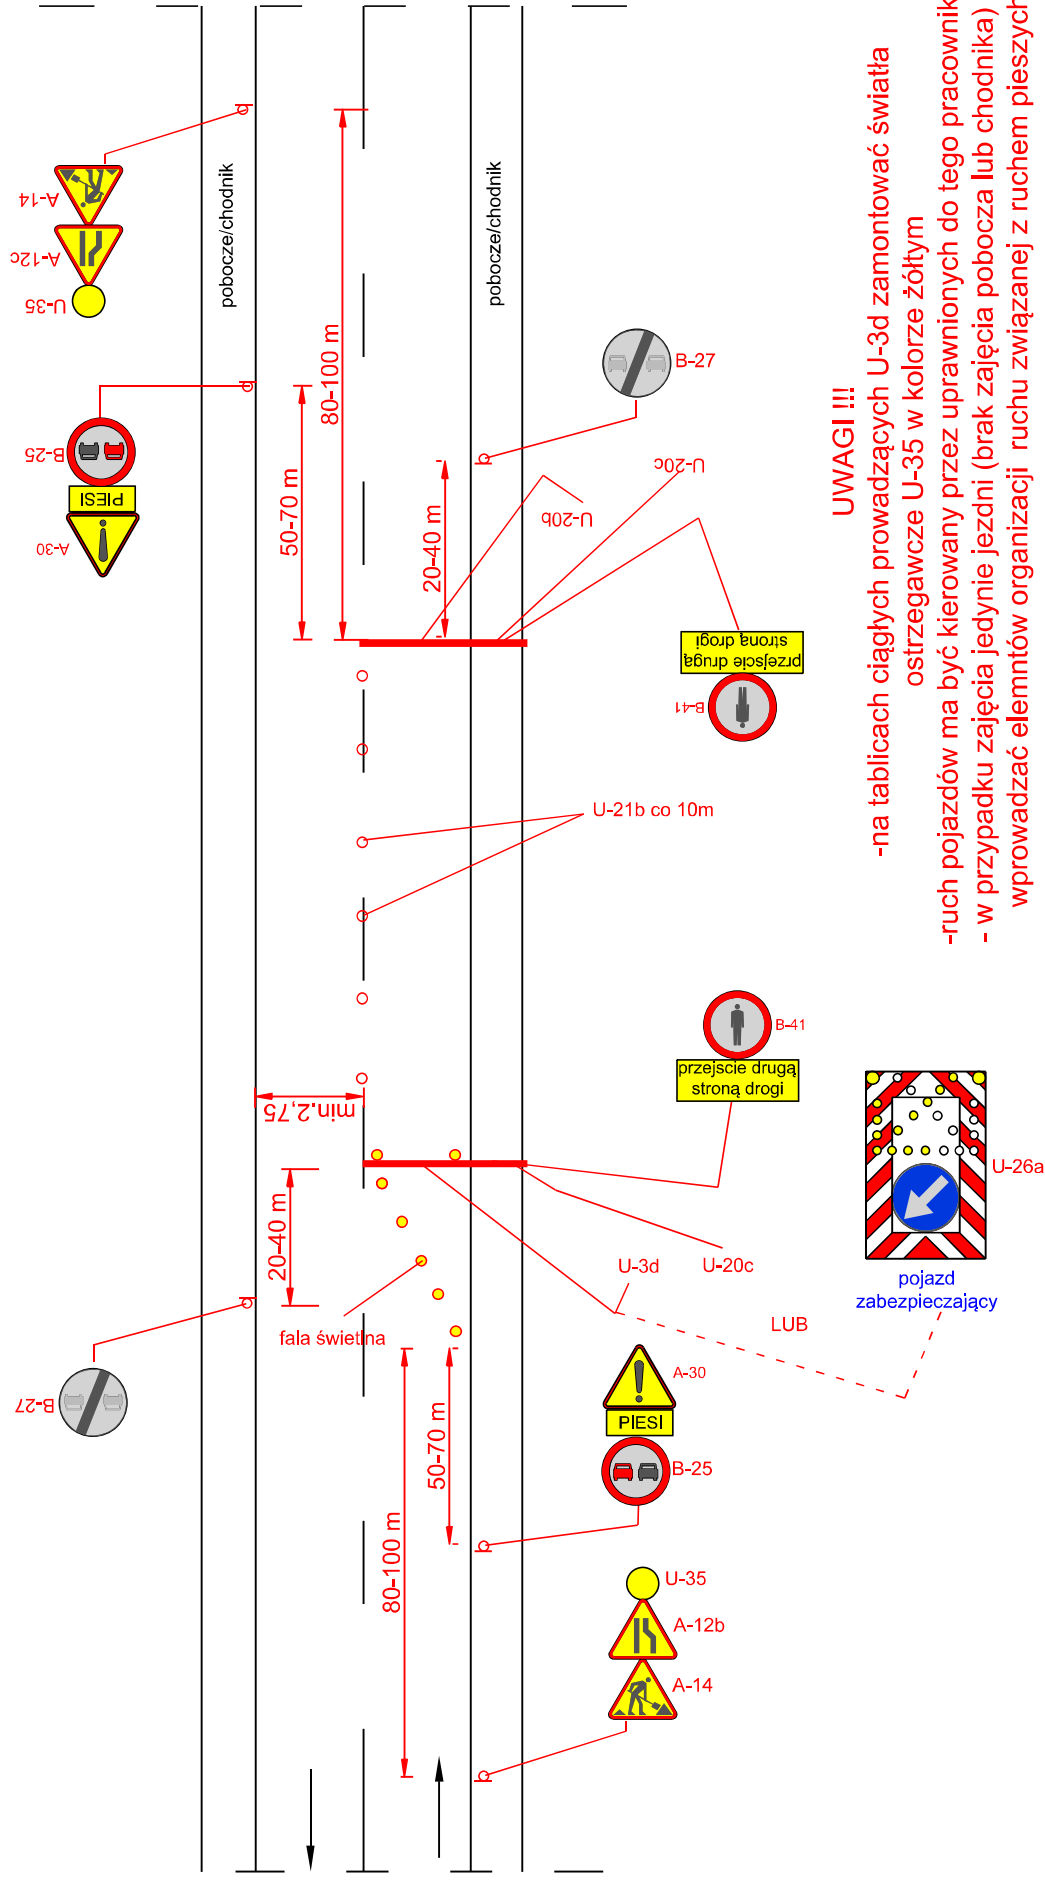 A-14
A-12c
U-35
B-25
PIESI
A-30
pobocze/chodnik
pobocze/chodnik
80-100 m
50-70 m
20-40 m
B-27
U-20c
U-20b
przejscie drugą
stroną drogi
B-41
U-21b co 10m
B-41
przejscie drugą
stroną drogi
min.2,75
20-40 m
fala świetlna
B-27
U-3d
U-20c
LUB
U-26a
pojazd
zabezpieczający
80-100 m
50-70 m
A-30
PIESI
B-25
U-35
A-12b
A-14
UWAGI !!!
-na tablicach ciągłych prowadzących U-3d zamontować światła
ostrzegawcze U-35 w kolorze żółtym
-ruch pojazdów ma być kierowany przez uprawnionych do tego pracownik
- w przypadku zajęcia jedynie jezdni (brak zajęcia pobocza lub chodnika)
wprowadzać elemntów organizacji ruchu związanej z ruchem pieszych